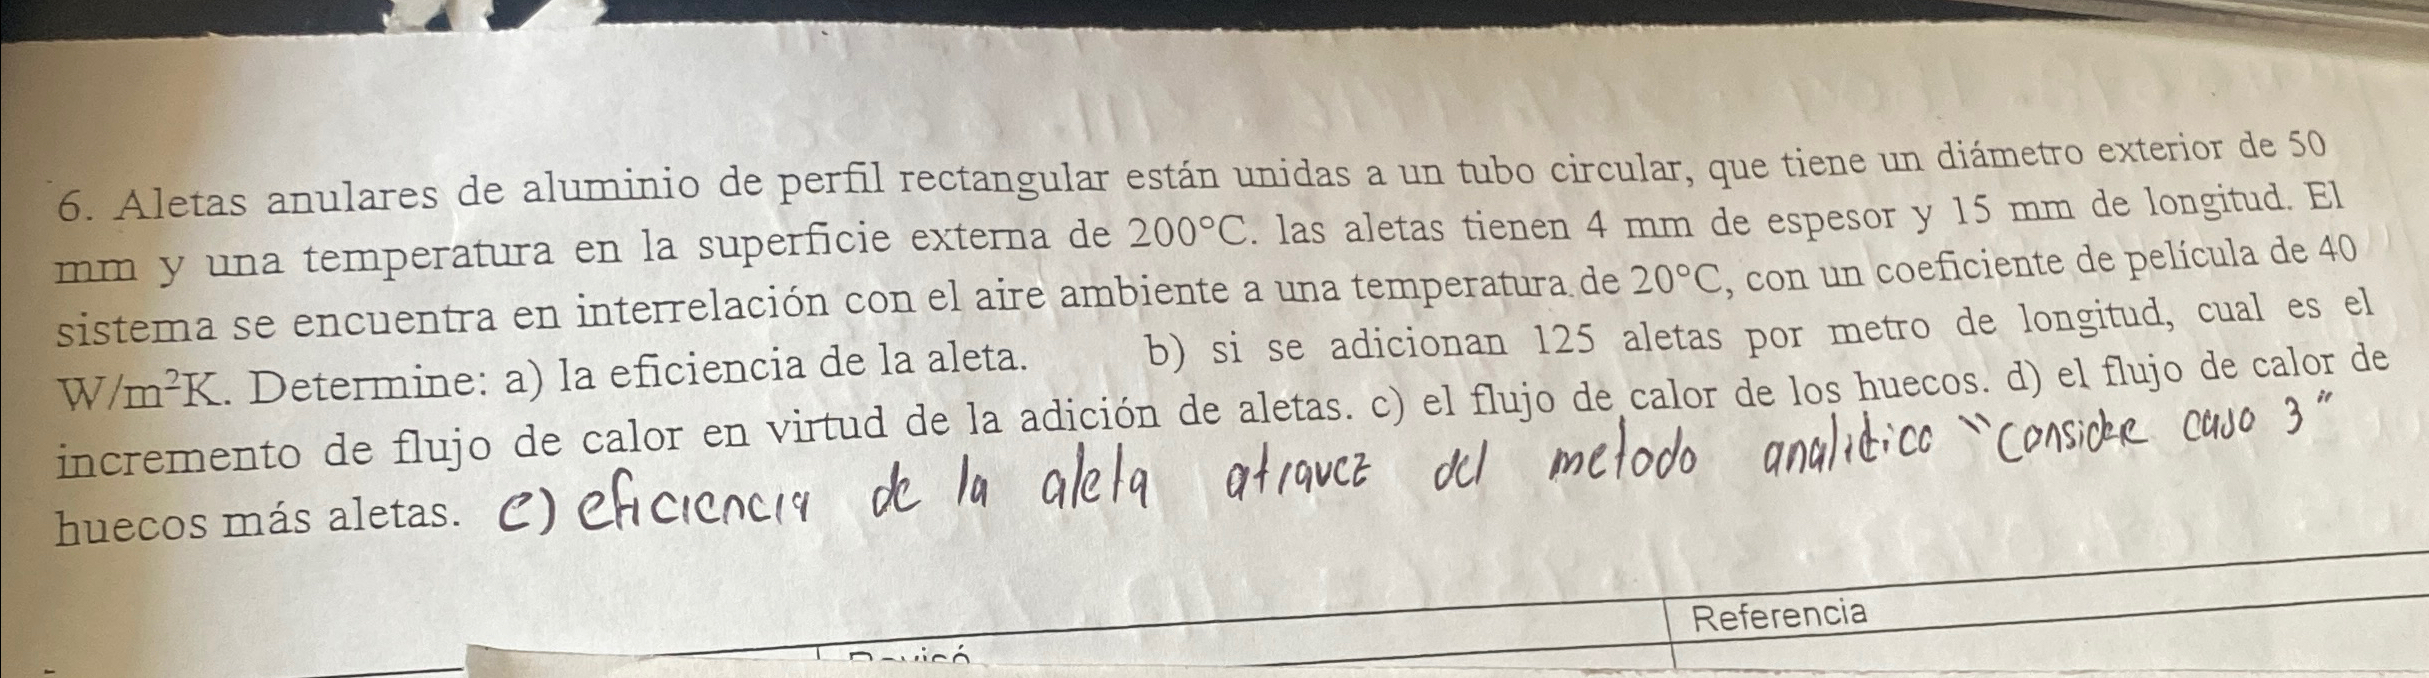 6. Aletas anulares de aluminio de perfil rectangular están unidas a un tubo circular, que tiene un diámetro exterior de 50
mm y una temperatura en la superficie externa de 200°C. las aletas tienen 4 mm de espesor y 15 mm de longitud. El
sistema se encuentra en interrelación con el aire ambiente a una temperatura de 20°C, con un coeficiente de película de 40
W/m²K. Determine: a) la eficiencia de la aleta. b) si se adicionan 125 aletas por metro de longitud, cual es el
incremento de flujo de calor en virtud de la adición de aletas. c) el flujo de calor de los huecos. d) el flujo de calor de
huecos más aletas. e) eficiencia de la aleta atravez del metodo analitico "considere caso 3"
Referencia